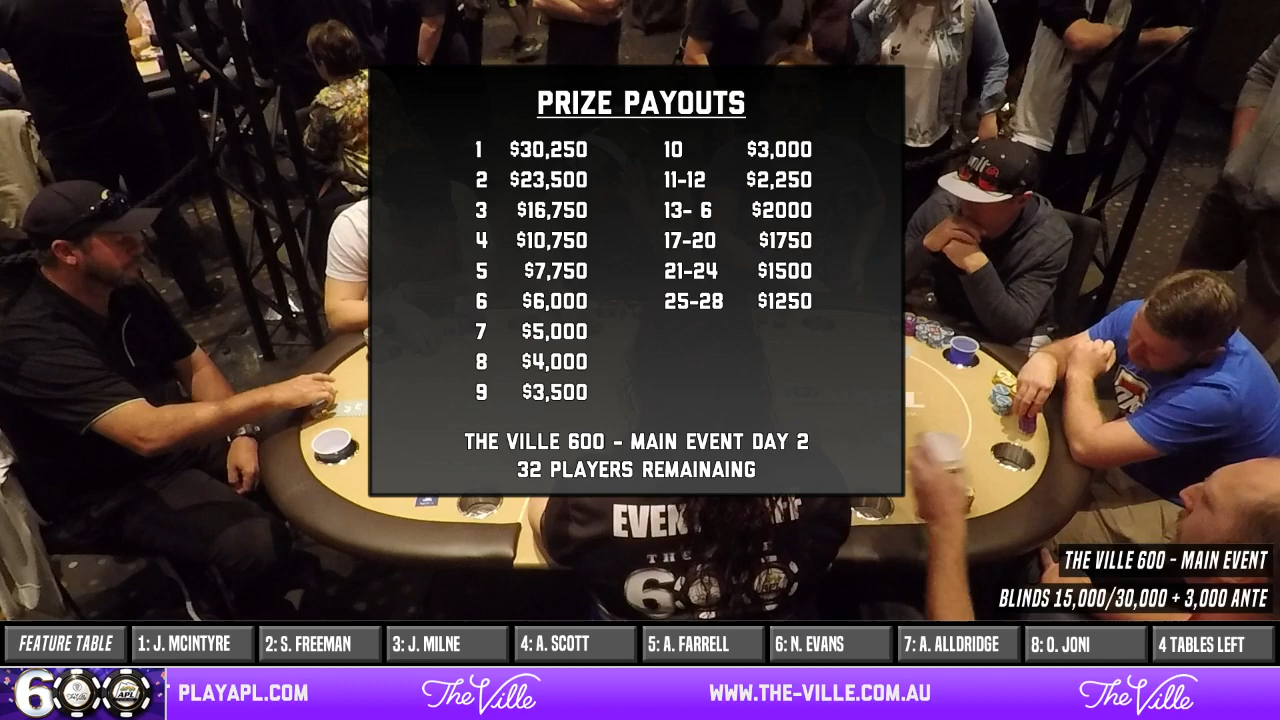 PRIZE PAYOUTS
1 $30,250
2 $23,500
3 $16,750
4 $10,750
5 $7,750
6 $6,000
7 $5,000
8 $4,000
9 $3,500
10 $3,000
11-12 $2,250
13- 6 $2000
17-20 $1750
21-24 $1500
25-28 $1250
THE VILLE 600 - MAIN EVENT DAY 2
32 PLAYERS REMAINAING
EVEN
600
THE VILLE 600 - MAIN EVENT
BLINDS 15,000/30,000 + 3,000 ANTE
FEATURE TABLE 1: J. MCINTYRE 2: S. FREEMAN 3: J. MILNE 4: A. SCOTT 5: A. FARRELL 6: N. EVANS 7: A. ALLDRIDGE 8: O. JONI 4 TABLES LEFT
600 The Ville APL PLAYAPL.COM The Ville WWW.THE-VILLE.COM.AU The Ville